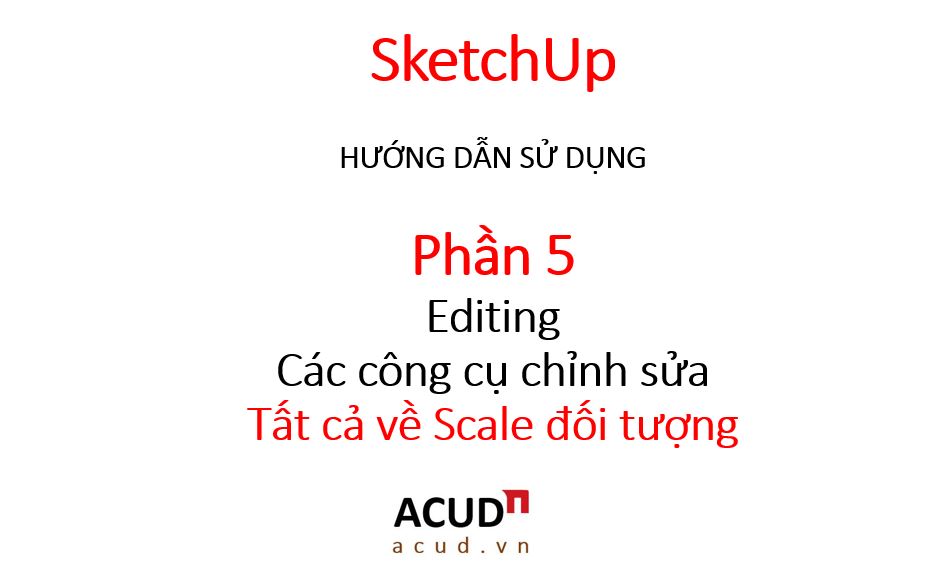 SketchUp
HƯỚNG DẪN SỬ DỤNG
Phần 5
Editing
Các công cụ chỉnh sửa
Tất cả về Scale đối tượng
ACUD
acud.vn